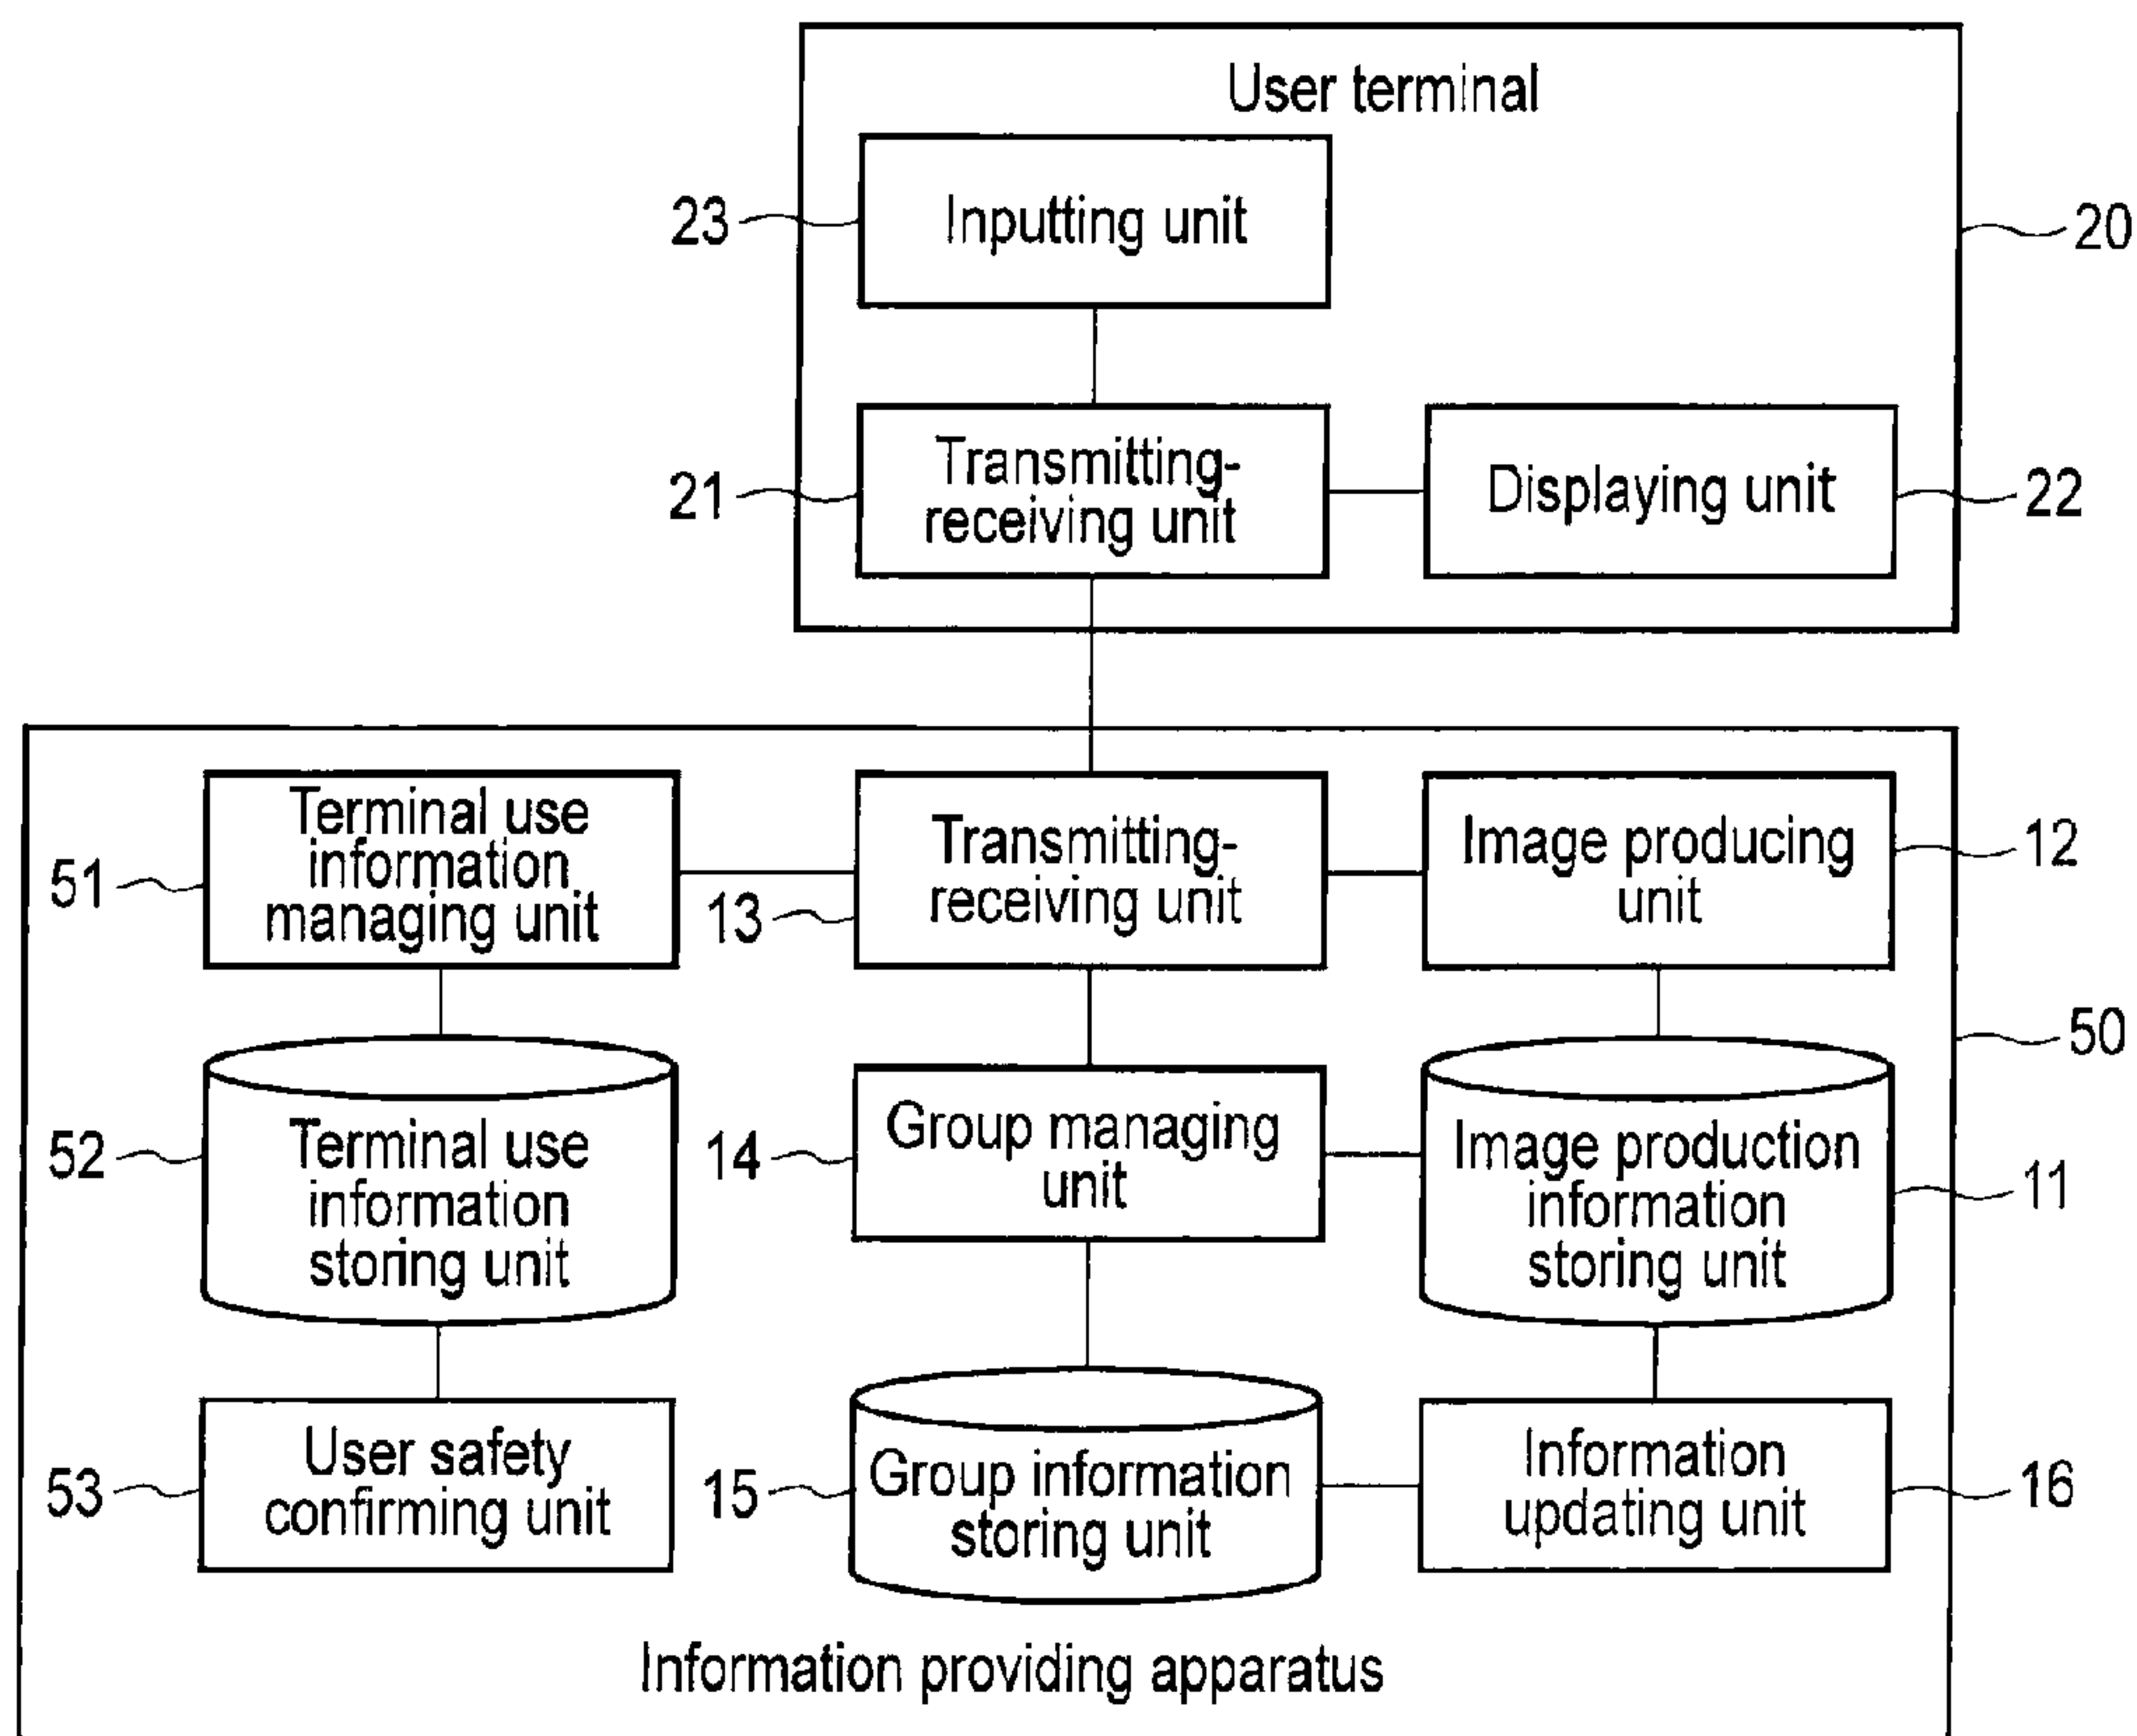 User terminal
23
Inputting unit
20
21
Transmitting-
receiving unit
Displaying unit
22
51
Terminal use
information
managing unit
13
Transmitting-
receiving unit
Image producing
unit
12
50
52
Terminal use
information
storing unit
14
Group managing
unit
Image production
information
storing unit
11
53
User safety
confirming unit
15
Group information
storing unit
Information
updating unit
16
Information providing apparatus